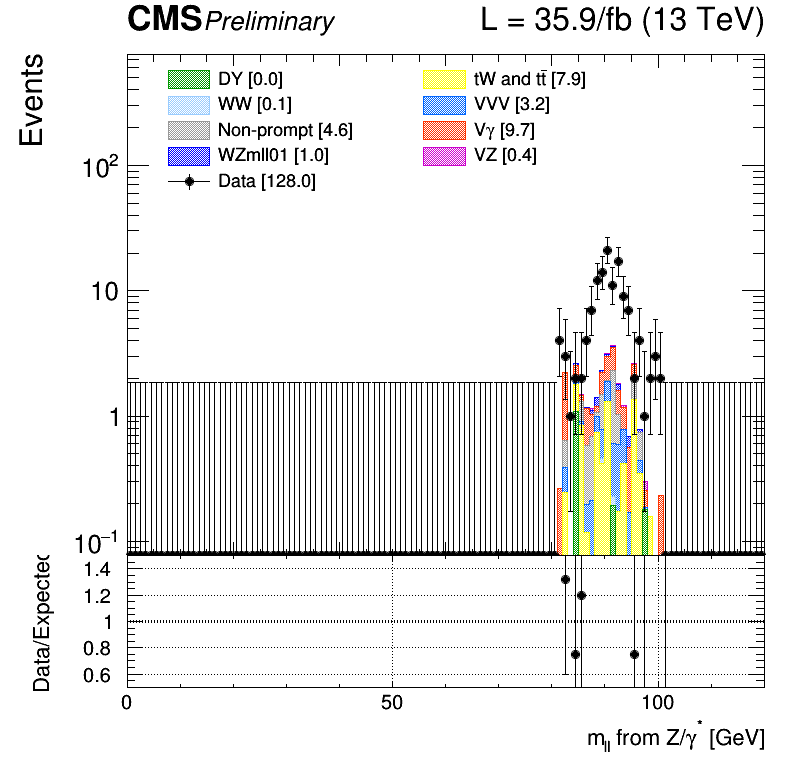 CMS Preliminary L = 35.9/fb (13 TeV)
Events
DY [0.0]
WW [0.1]
Non-prompt [4.6]
WZmll01 [1.0]
Data [128.0]
tW and tt̄ [7.9]
VVV [3.2]
Vγ [9.7]
VZ [0.4]
10²
10
1
10⁻¹
Data/Expected
1.4
1.2
1
0.8
0.6
0 50 100
m_ll from Z/γ* [GeV]